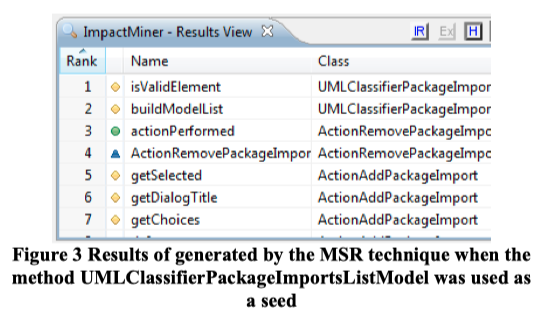 ImpactMiner - Results View
IR Ex H
Rank Name Class
1 isValidElement UMLClassifierPackageImpor
2 buildModelList UMLClassifierPackageImpor
3 actionPerformed ActionRemovePackageImpo
4 ActionRemovePackageImpor ActionRemovePackageImpo
5 getSelected ActionAddPackageImport
6 getDialogTitle ActionAddPackageImport
7 getChoices ActionAddPackageImport
Figure 3 Results of generated by the MSR technique when the
method UMLClassifierPackageImportsListModel was used as
a seed